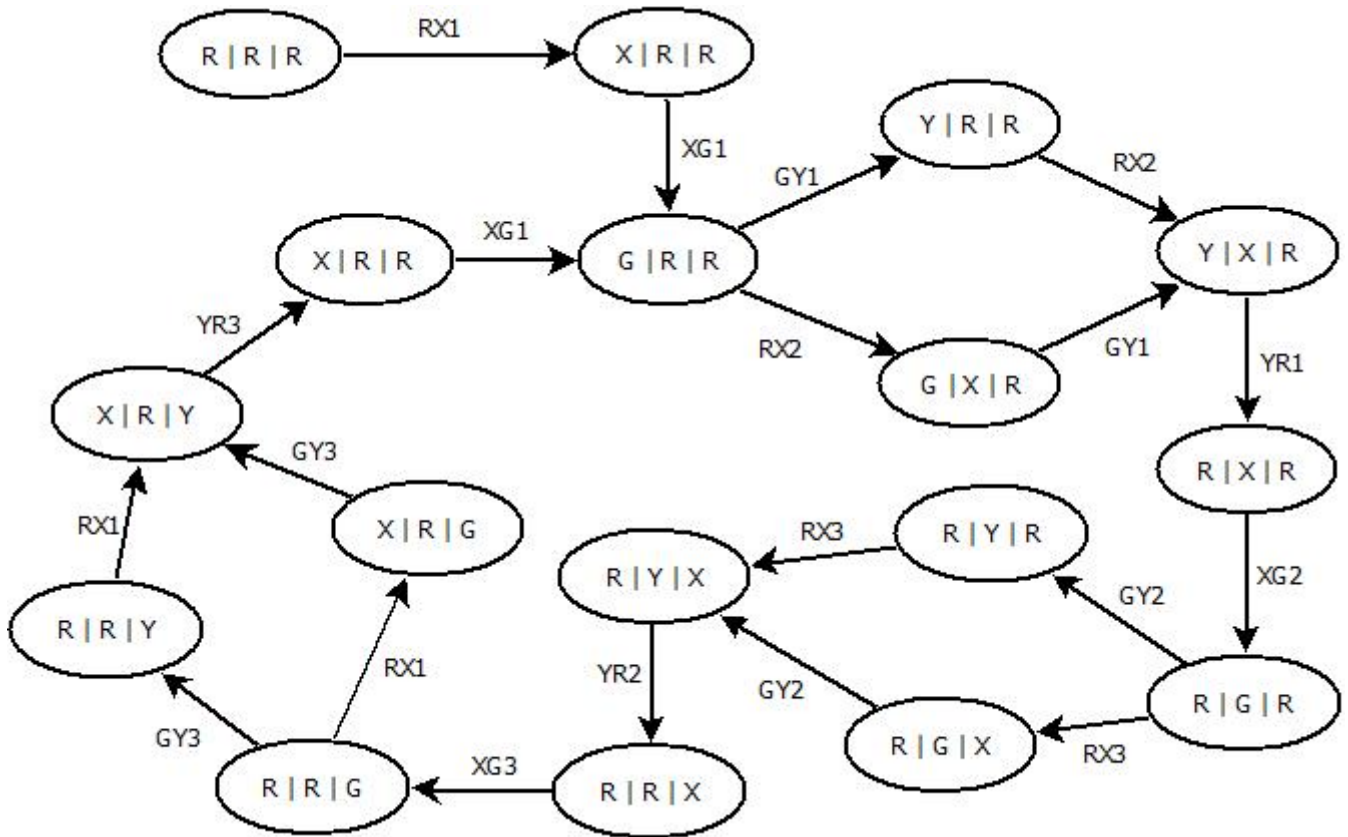 R | R | R
RX1
X | R | R
XG1
Y | R | R
GY1
RX2
X | R | R
XG1
G | R | R
Y | X | R
YR3
RX2
G | X | R
GY1
YR1
X | R | Y
GY3
R | X | R
RX1
X | R | G
R | Y | X
RX3
R | Y | R
XG2
GY2
R | R | Y
RX1
YR2
GY2
R | G | R
GY3
R | G | X
RX3
R | R | G
XG3
R | R | X